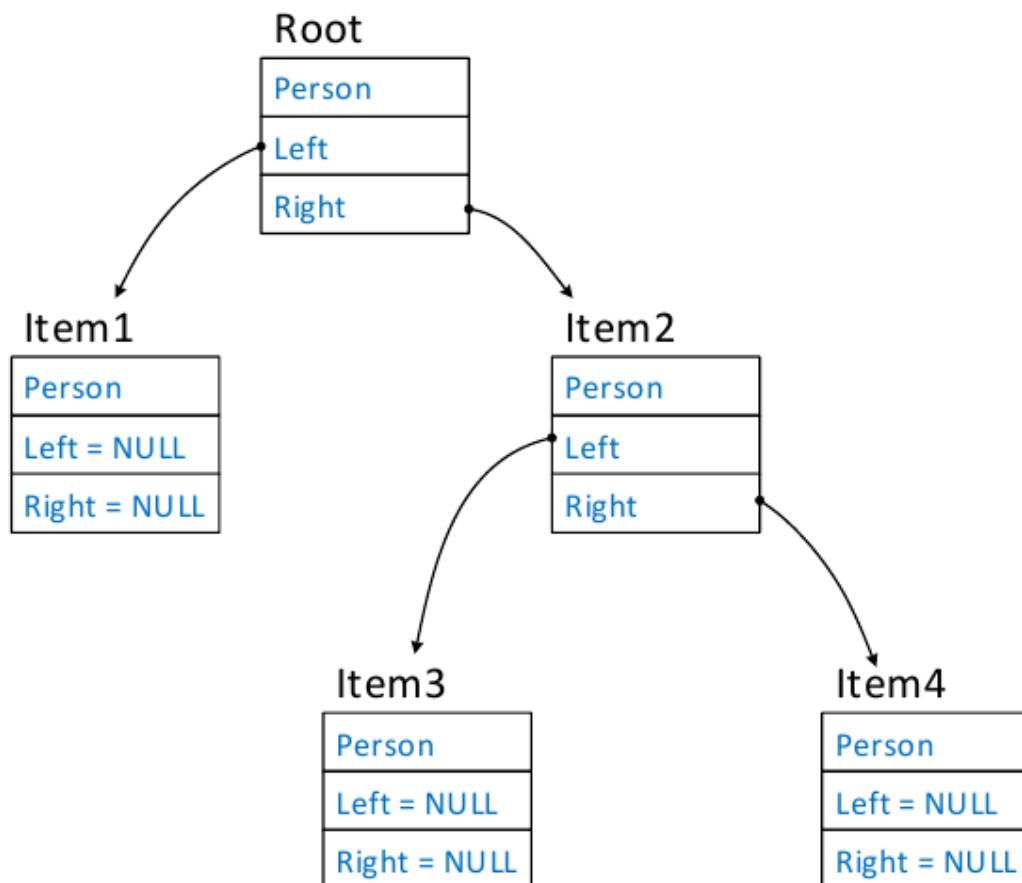 Root
Person
Left
Right
Item1
Person
Left = NULL
Right = NULL
Item2
Person
Left
Right
Item3
Person
Left = NULL
Right = NULL
Item4
Person
Left = NULL
Right = NULL